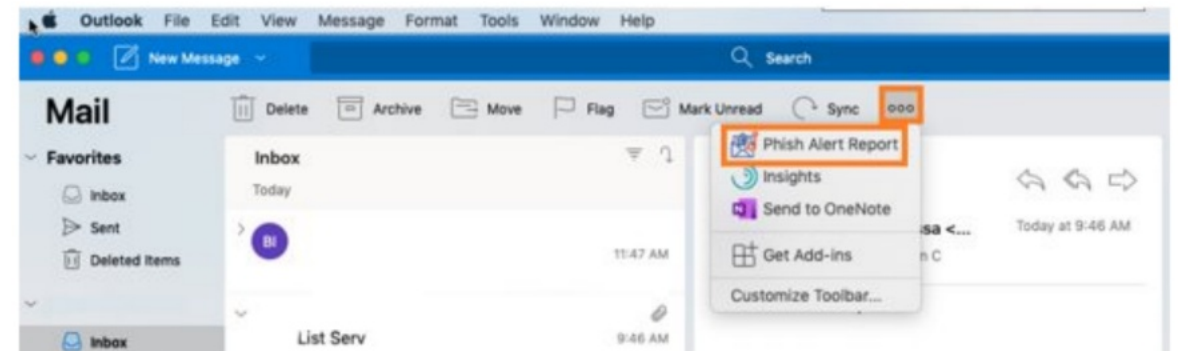 Outlook File Edit View Message Format Tools Window Help
New Message
Search
Mail
Delete Archive Move Flag Mark Unread Sync
Favorites
Inbox
Sent
Deleted Items
Inbox
Inbox
Today
BI
11:47 AM
List Serv
9:46 AM
Phish Alert Report
Insights
Send to OneNote
Get Add-ins
Customize Toolbar...
ssa <...
Today at 9:46 AM
n C